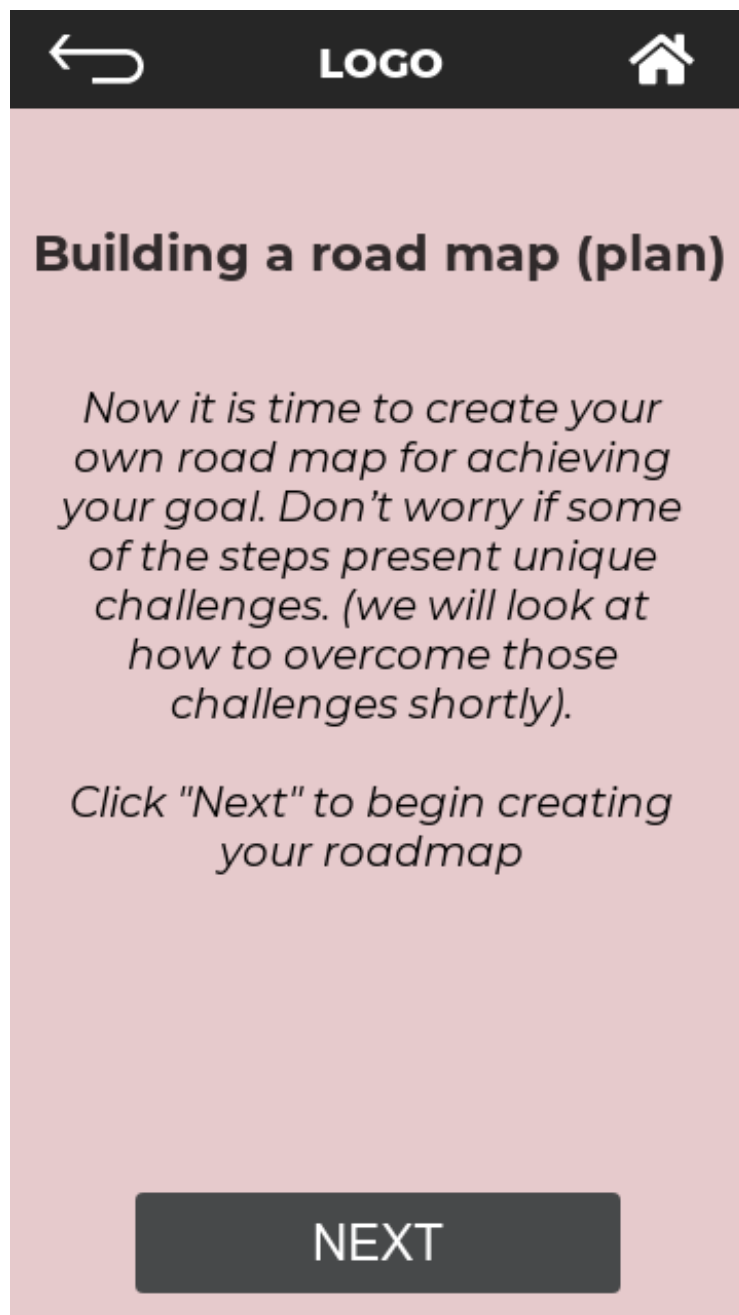 LOGO
Building a road map (plan)
Now it is time to create your
own road map for achieving
your goal. Don’t worry if some
of the steps present unique
challenges. (we will look at
how to overcome those
challenges shortly).
Click "Next" to begin creating
your roadmap
NEXT